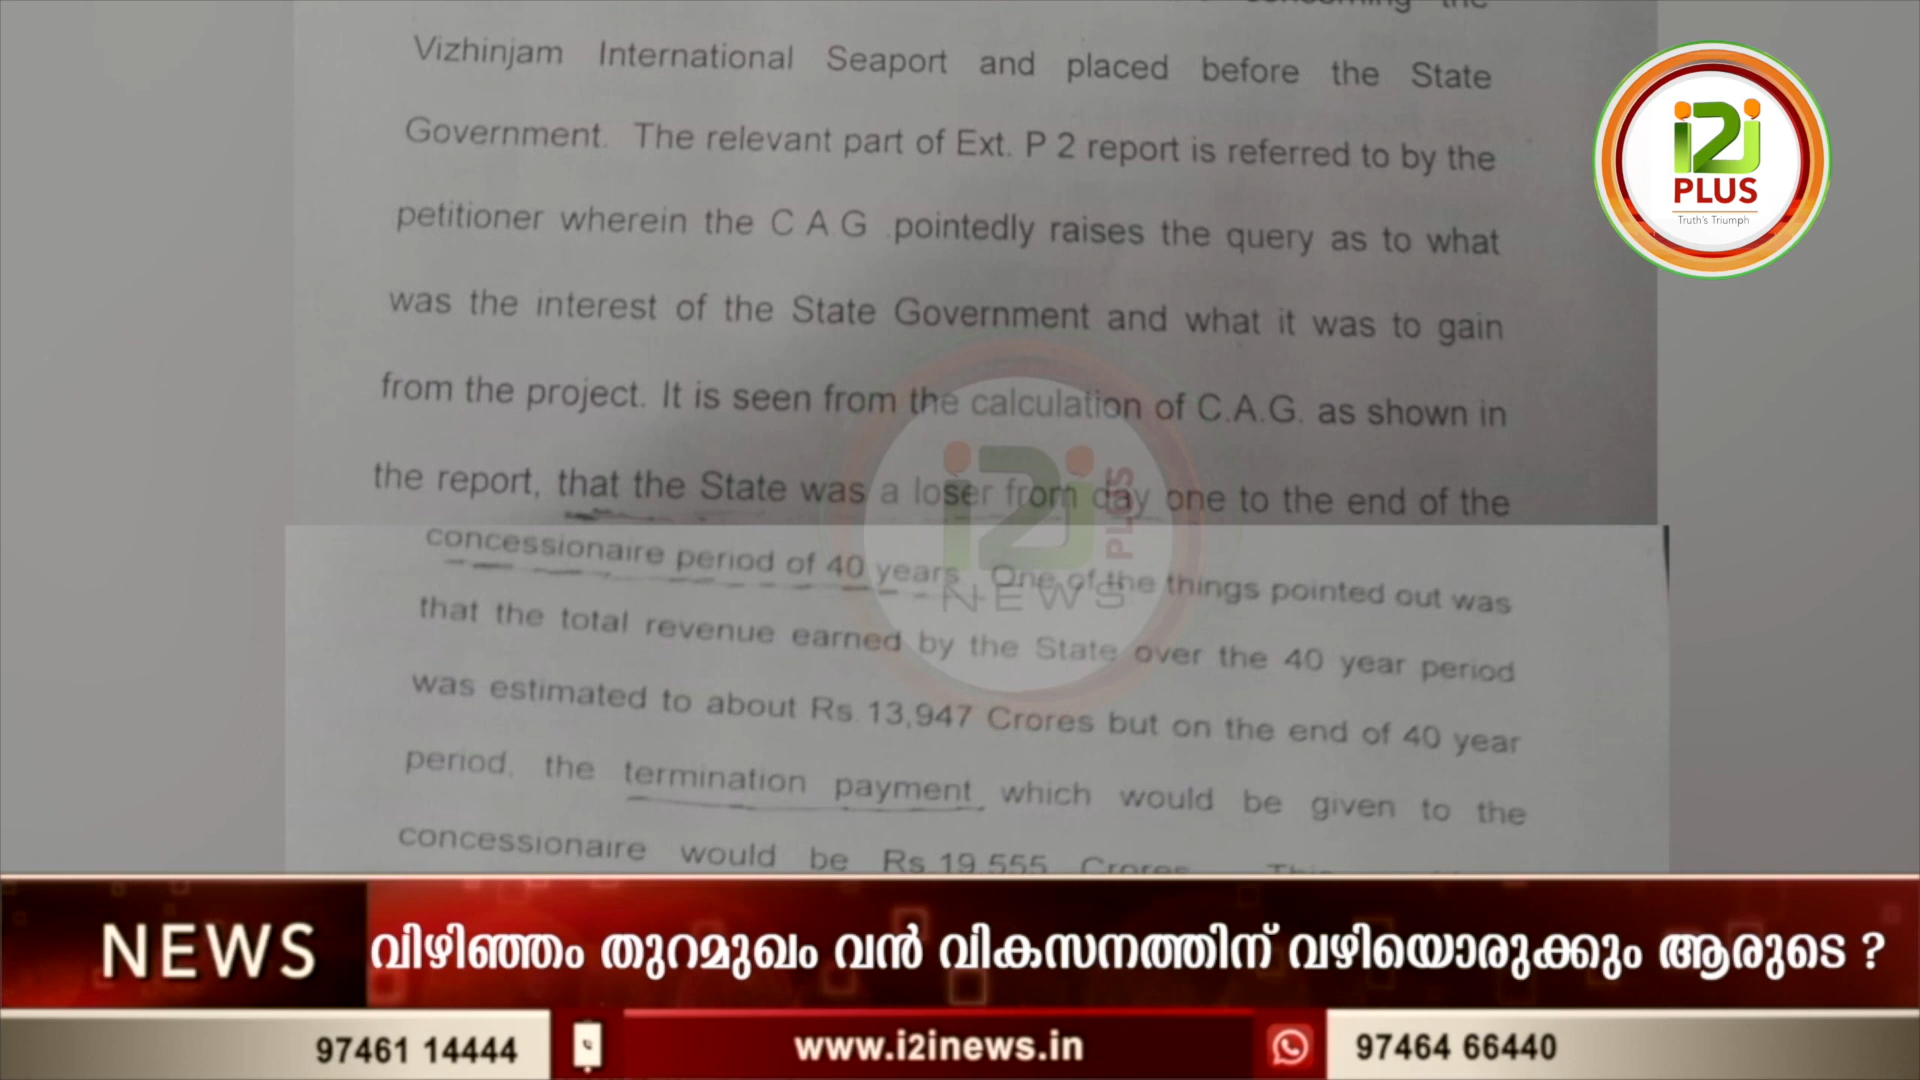 concerning the
Vizhinjam International Seaport and placed before the State
Government. The relevant part of Ext. P 2 report is referred to by the
petitioner wherein the C A G pointedly raises the query as to what
was the interest of the State Government and what it was to gain
from the project. It is seen from the calculation of C.A.G. as shown in
the report, that the State was a loser from day one to the end of the
concessionaire period of 40 years. One of the things pointed out was
that the total revenue earned by the State over the 40 year period
was estimated to about Rs. 13,947 Crores but on the end of 40 year
period, the termination payment which would be given to the
concessionaire would be Rs.19,555 Crores
i2i
PLUS
Truth's Triumph
i2i PLUS
NEWS
NEWS വിഴിഞ്ഞം തുറമുഖം വൻ വികസനത്തിന് വഴിയൊരുക്കും ആരുടെ ?
97461 14444 www.i2inews.in 97464 66440